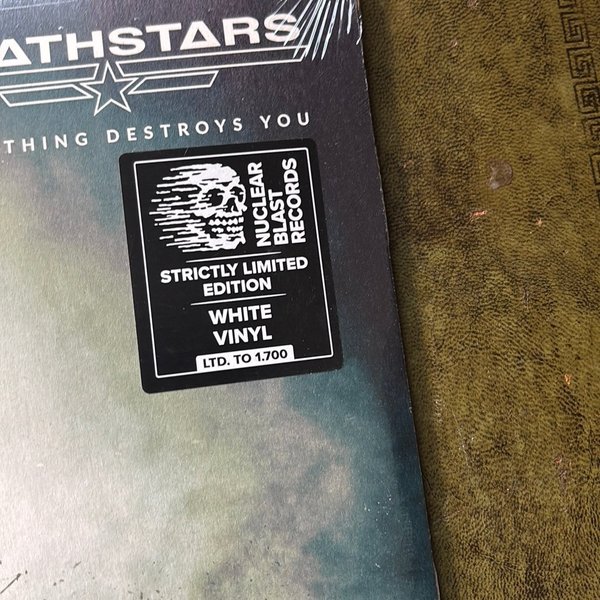 ATHSTARS
THING DESTROYS YOU
NUCLEAR
BLAST
RECORDS
STRICTLY LIMITED
EDITION
WHITE
VINYL
LTD. TO 1.700